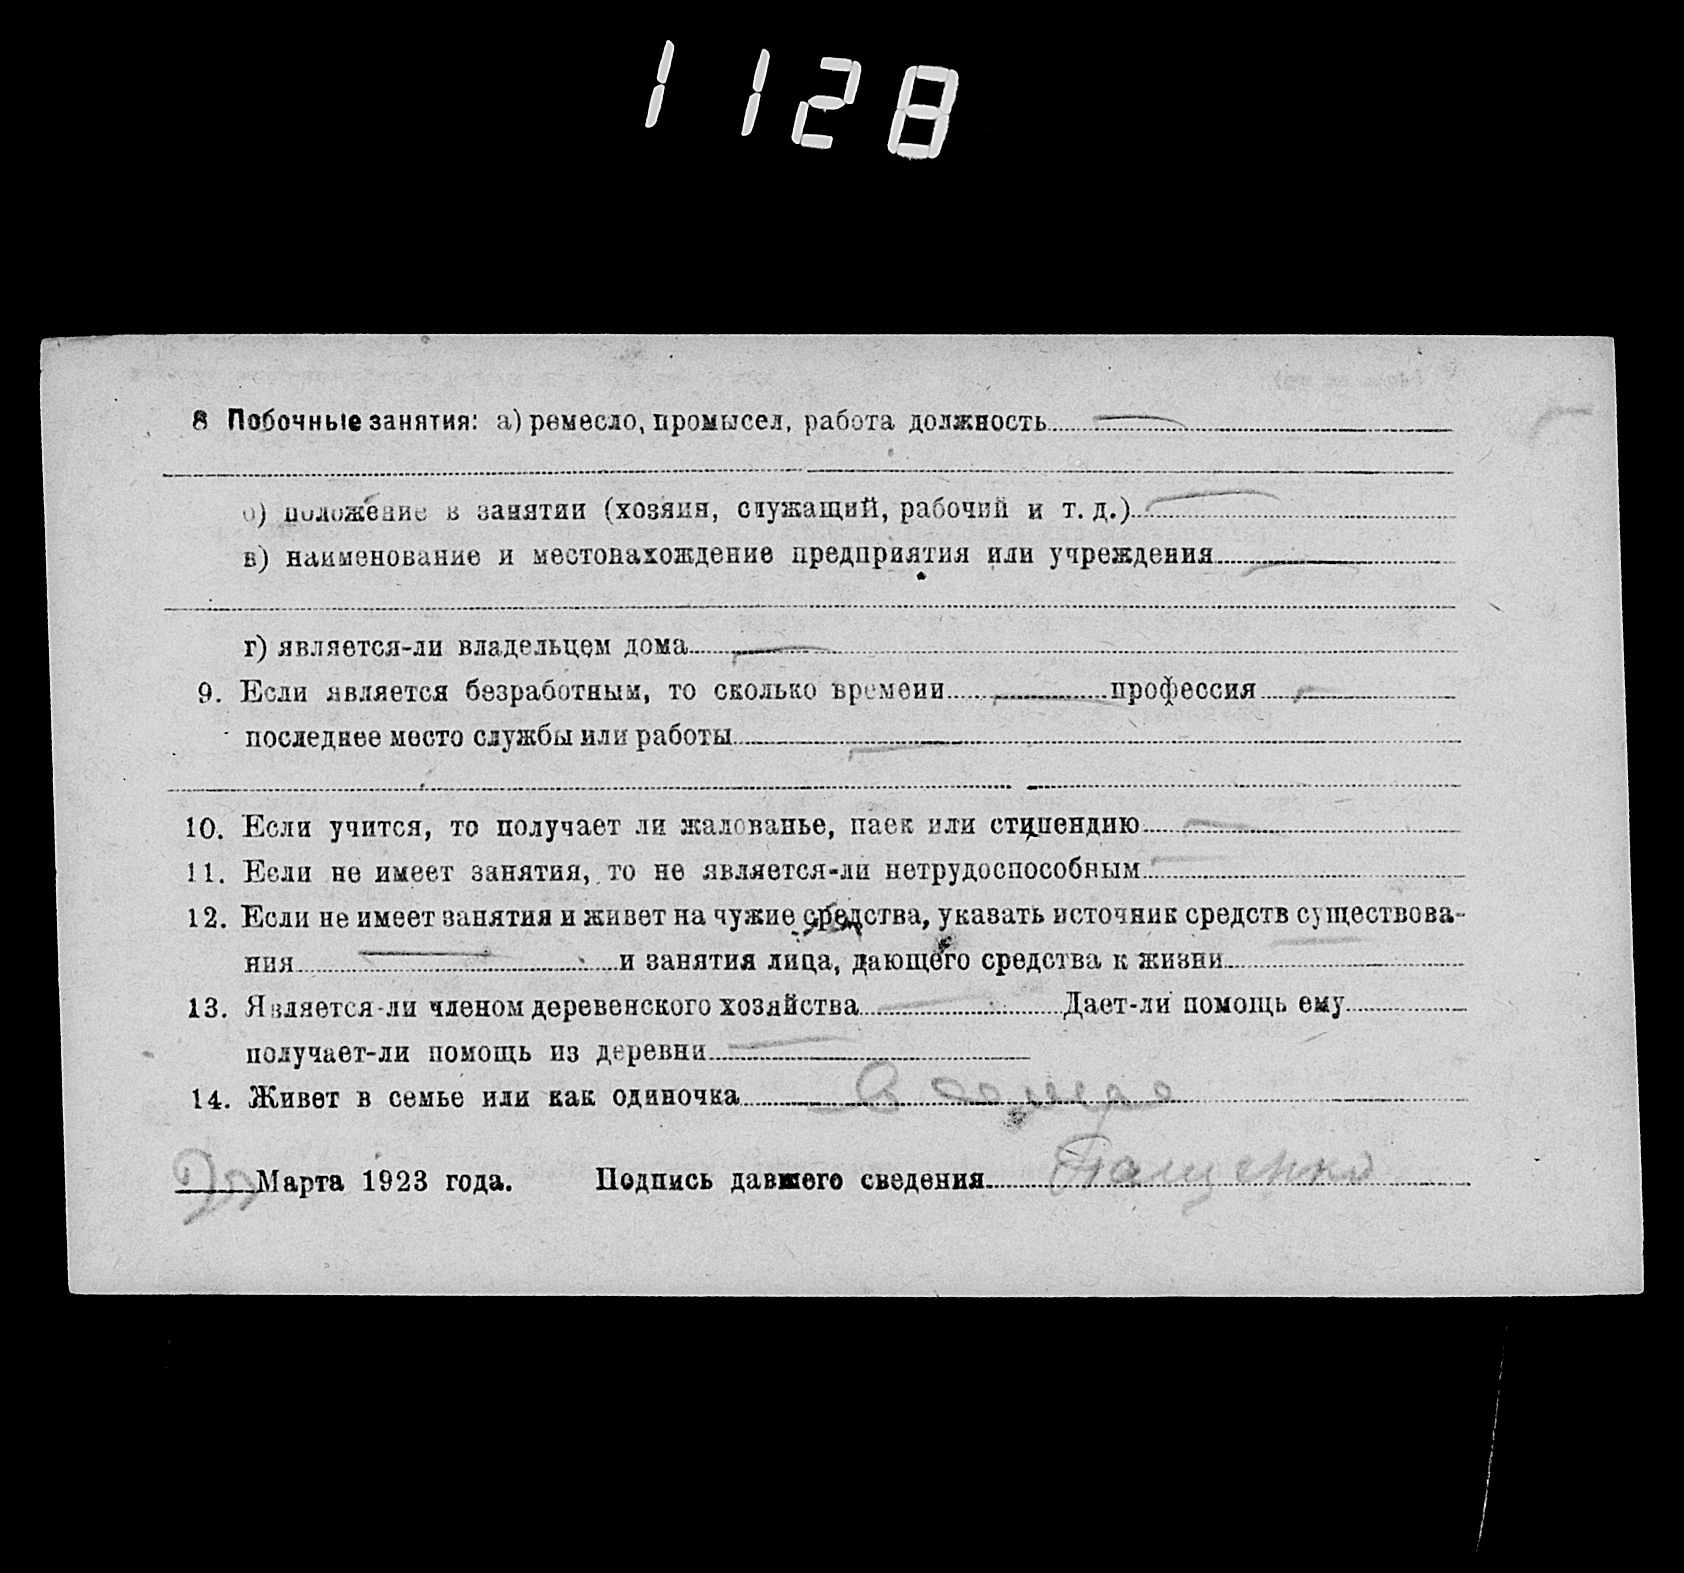 1128
8 Побочные занятия: а) ремесло, промысел, работа должность
б) положение в занятии (хозяин, служащий, рабочий и т. д.)
в) наименование и местонахождение предприятия или учреждения
г) является-ли владельцем дома
9. Если является безработным, то сколько времени профессия
последнее место службы или работы
10. Если учится, то получает ли жалованье, паек или стипендию
11. Если не имеет занятия, то не является-ли нетрудоспособным
12. Если не имеет занятия и живет на чужие средства, указать источник средств существова-
ния и занятия лица, дающего средства к жизни
13. Является-ли членом деревенского хозяйства Дает-ли помощь ему
получает-ли помощь из деревни
14. Живет в семье или как одиночка в семье
Марта 1923 года. Подпись давшего сведения Пащенко